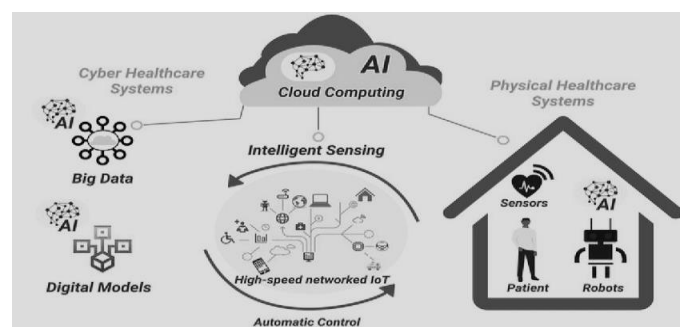 Cyber Healthcare
Systems
AI
Cloud Computing
Physical Healthcare
Systems
AI
Big Data
Intelligent Sensing
Sensors
AI
AI
Digital Models
High-speed networked IoT
Patient
Robots
Automatic Control